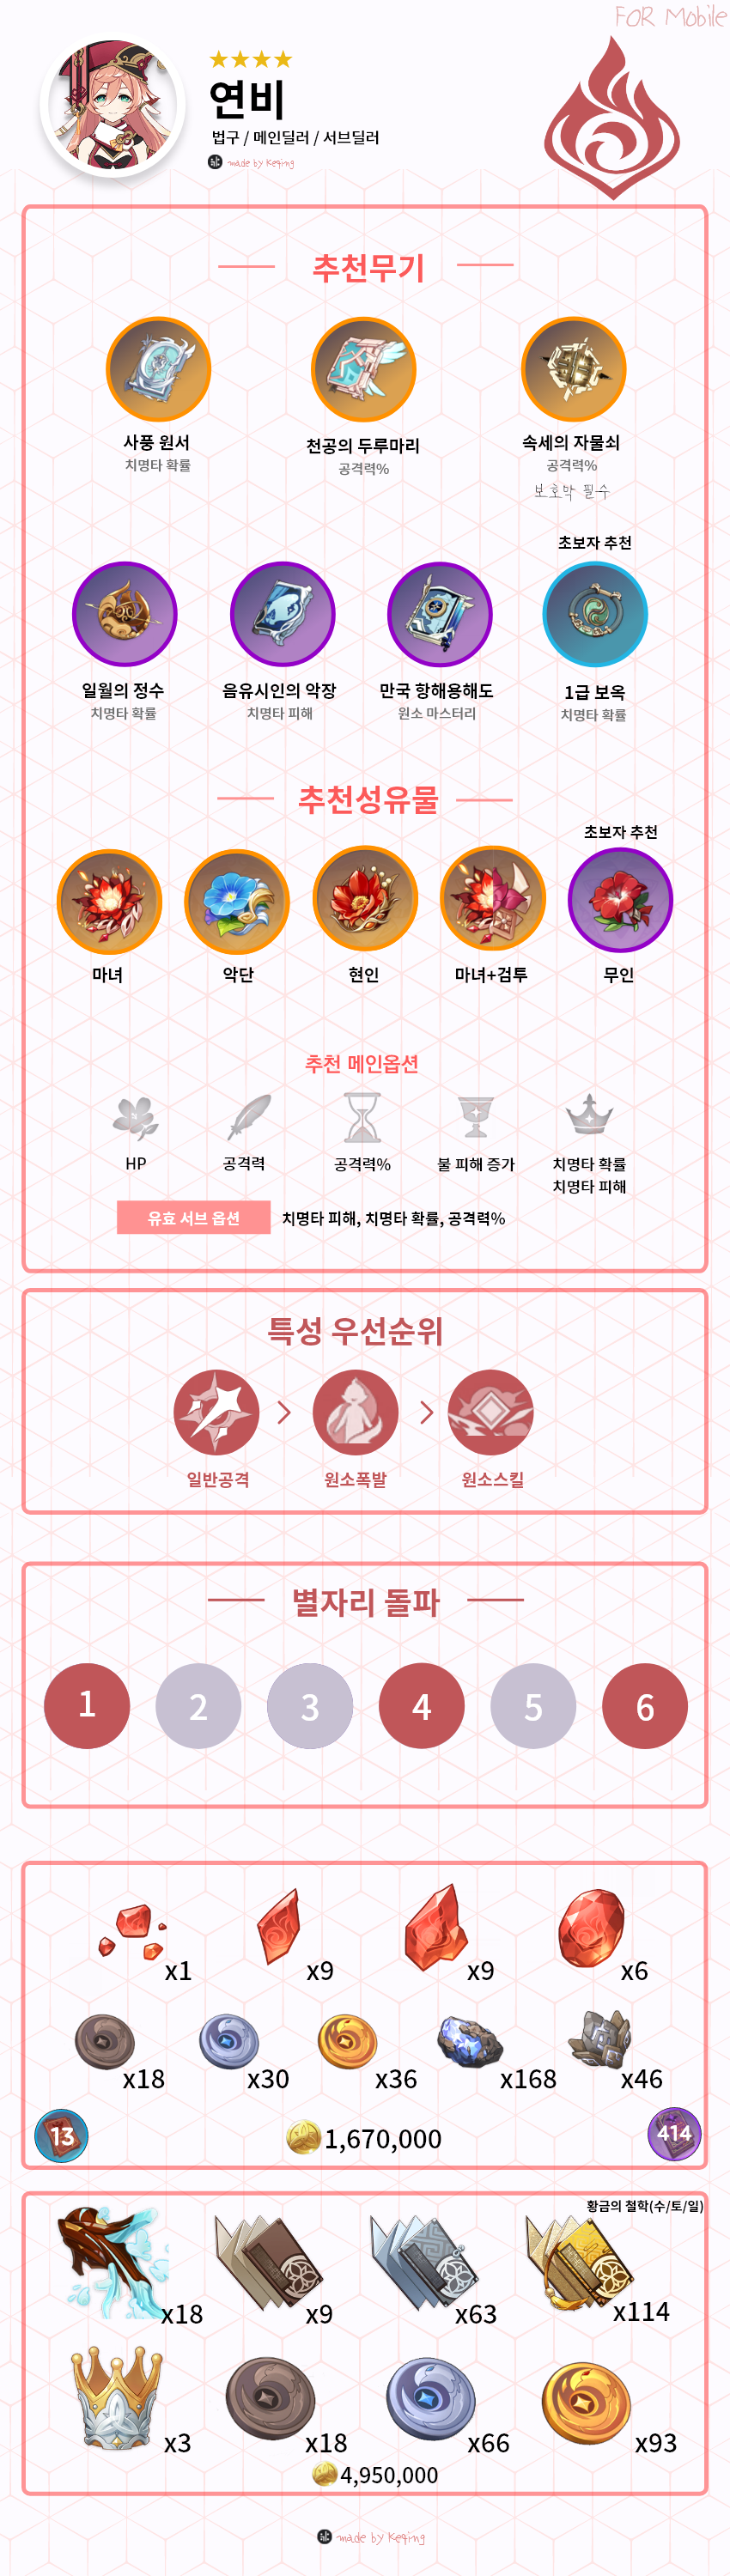 FOR Mobile
연비
법구 / 메인딜러 / 서브딜러
made by Keqing
추천무기
사풍 원서
치명타 확률
천공의 두루마리
공격력%
속세의 자물쇠
공격력%
보호막 필수
초보자 추천
일월의 정수
치명타 확률
음유시인의 악장
치명타 피해
만국 항해용해도
원소 마스터리
1급 보옥
치명타 확률
추천성유물
초보자 추천
마녀
악단
현인
마녀+검투
무인
추천 메인옵션
HP
공격력
공격력%
불 피해 증가
치명타 확률
치명타 피해
유효 서브 옵션
치명타 피해, 치명타 확률, 공격력%
특성 우선순위
일반공격 > 원소폭발 > 원소스킬
별자리 돌파
1 2 3 4 5 6
x1 x9 x9 x6
x18 x30 x36 x168 x46
13 1,670,000 414
황금의 철학(수/토/일)
x18 x9 x63 x114
x3 x18 x66 x93
4,950,000
made by Keqing